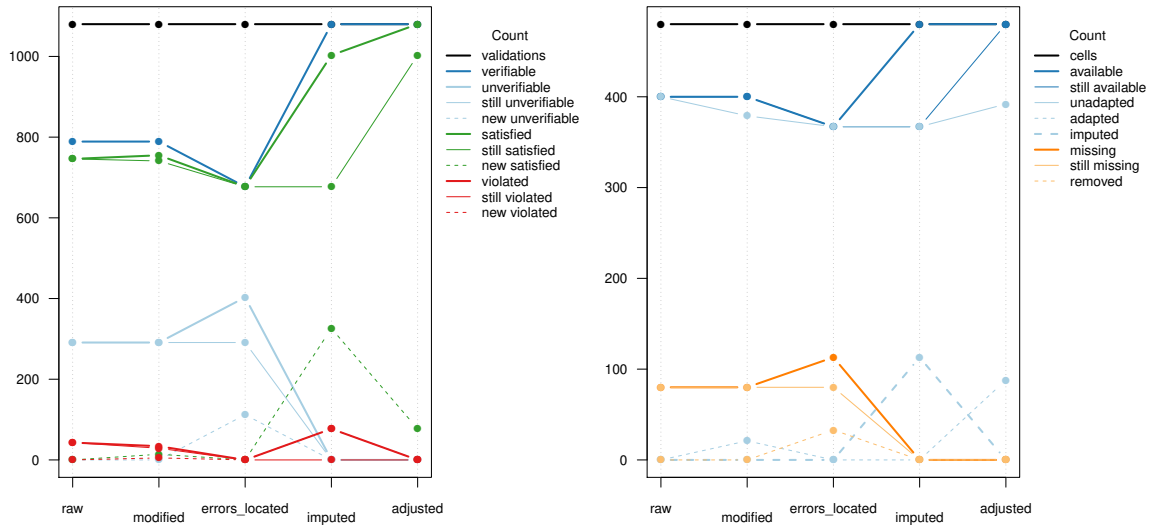 Count
validations
verifiable
unverifiable
still unverifiable
new unverifiable
satisfied
still satisfied
new satisfied
violated
still violated
new violated
1000
800
600
400
200
0
raw
modified
errors_located
imputed
adjusted
Count
cells
available
still available
unadapted
adapted
imputed
missing
still missing
removed
400
300
200
100
0
raw
modified
errors_located
imputed
adjusted